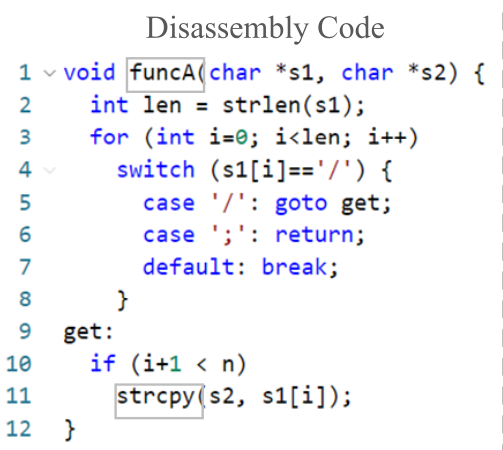 Disassembly Code
1 void funcA(char *s1, char *s2) {
2 int len = strlen(s1);
3 for (int i=0; i<len; i++)
4 switch (s1[i]=='/') {
5 case '/': goto get;
6 case ';': return;
7 default: break;
8 }
9 get:
10 if (i+1 < n)
11 strcpy(s2, s1[i]);
12 }